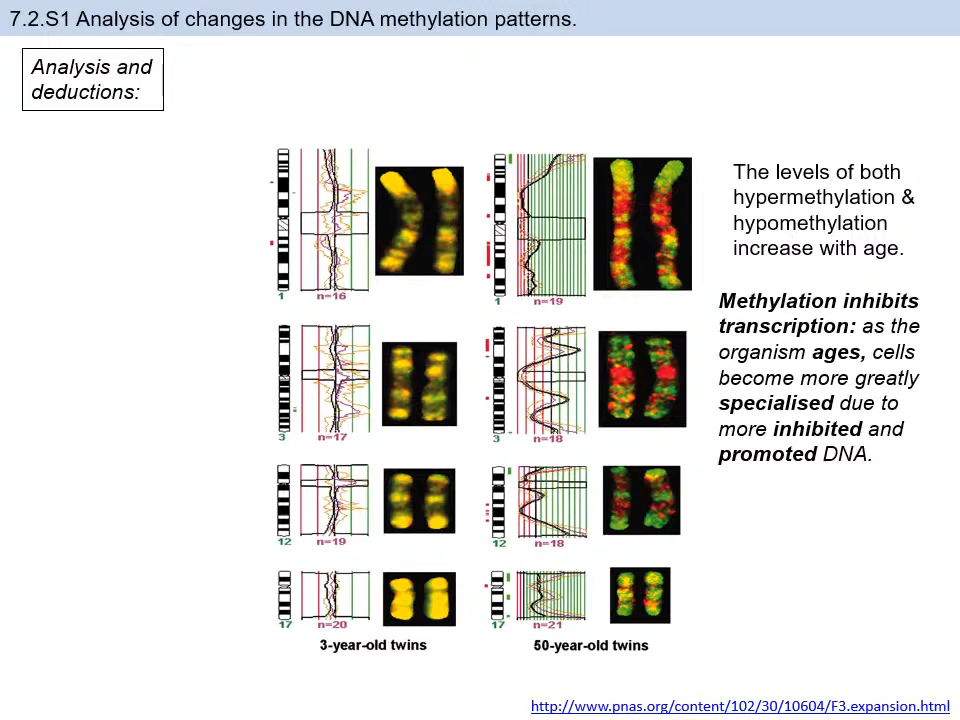 7.2.S1 Analysis of changes in the DNA methylation patterns.
Analysis and
deductions:
The levels of both
hypermethylation &
hypomethylation
increase with age.
Methylation inhibits
transcription: as the
organism ages, cells
become more greatly
specialised due to
more inhibited and
promoted DNA.
1 n=16
1 n=19
3 n=17
3 n=18
12 n=19
12 n=18
17 n=20
17 n=21
3-year-old twins
50-year-old twins
http://www.pnas.org/content/102/30/10604/F3.expansion.html